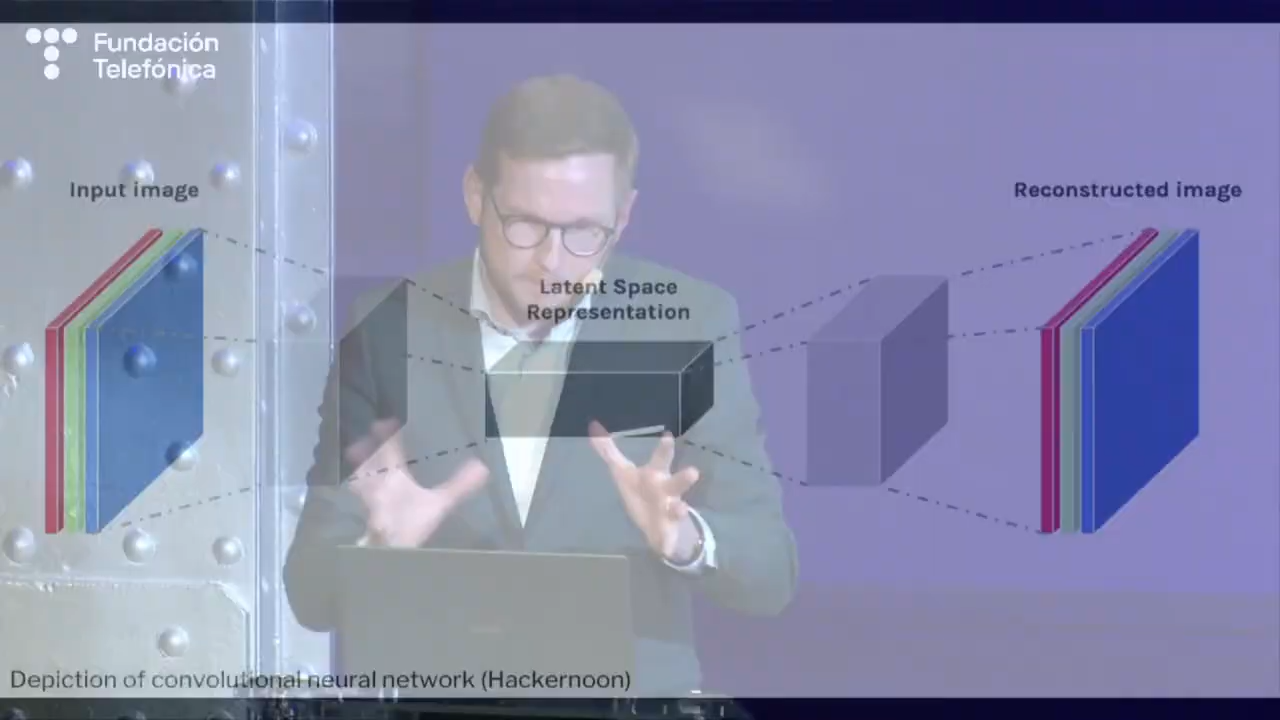 Fundación
Telefónica
Input image
Reconstructed image
Latent Space
Representation
Depiction of convolutional neural network (Hackernoon)